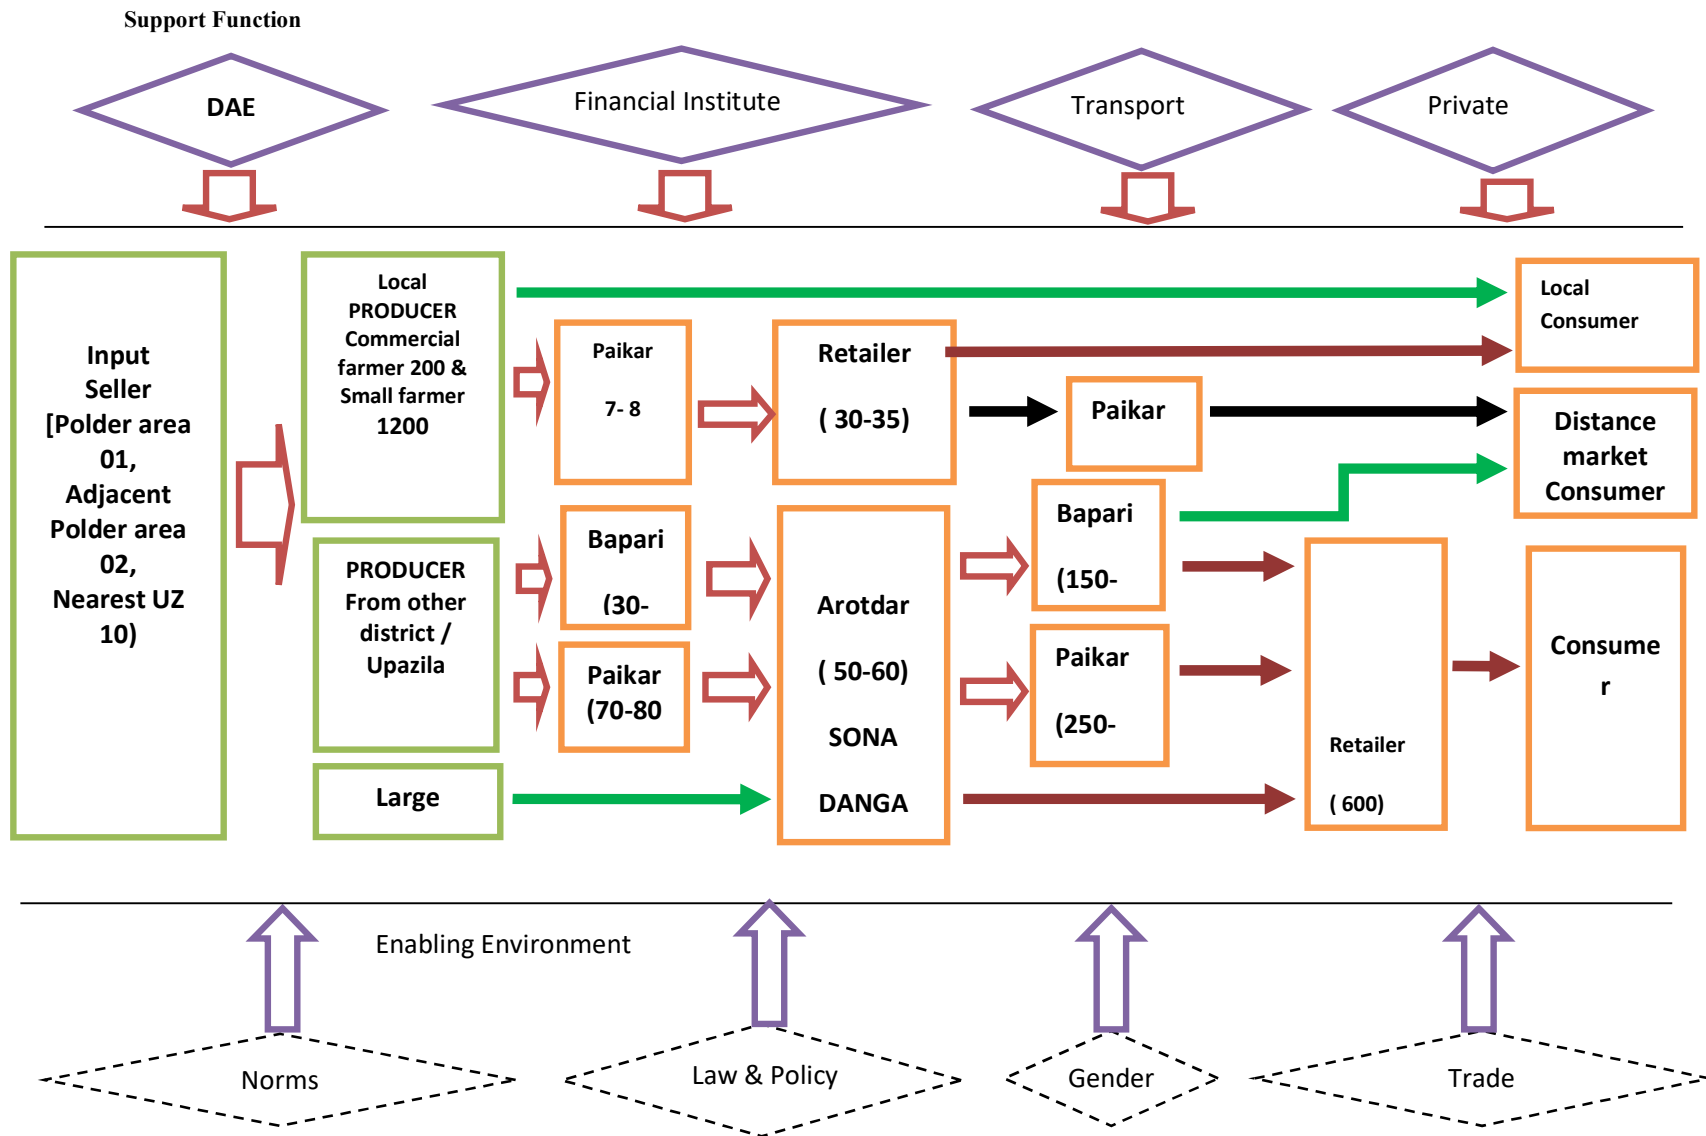 Support Function
DAE
Financial Institute
Transport
Private
Input
Seller
[Polder area
01,
Adjacent
Polder area
02,
Nearest UZ
10)
Local
PRODUCER
Commercial
farmer 200 &
Small farmer
1200
Paikar
7- 8
Retailer
( 30-35)
Paikar
Local
Consumer
Distance
market
Consumer
PRODUCER
From other
district /
Upazila
Bapari
(30-
Paikar
(70-80
Large
Arotdar
( 50-60)
SONA
DANGA
Bapari
(150-
Paikar
(250-
Retailer
( 600)
Consume
r
Enabling Environment
Norms
Law & Policy
Gender
Trade